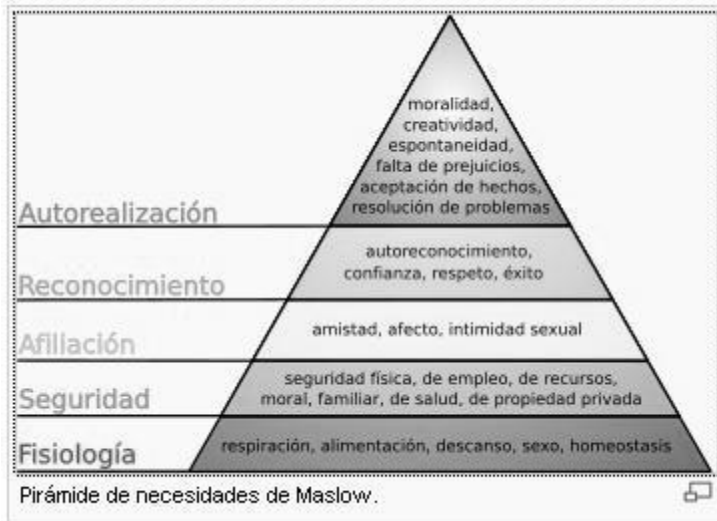 moralidad,
creatividad,
espontaneidad,
falta de prejuicios,
aceptación de hechos,
resolución de problemas
Autorealización
autoreconocimiento,
confianza, respeto, éxito
Reconocimiento
amistad, afecto, intimidad sexual
Afiliación
seguridad física, de empleo, de recursos,
moral, familiar, de salud, de propiedad privada
Seguridad
respiración, alimentación, descanso, sexo, homeostasis
Fisiología
Pirámide de necesidades de Maslow.